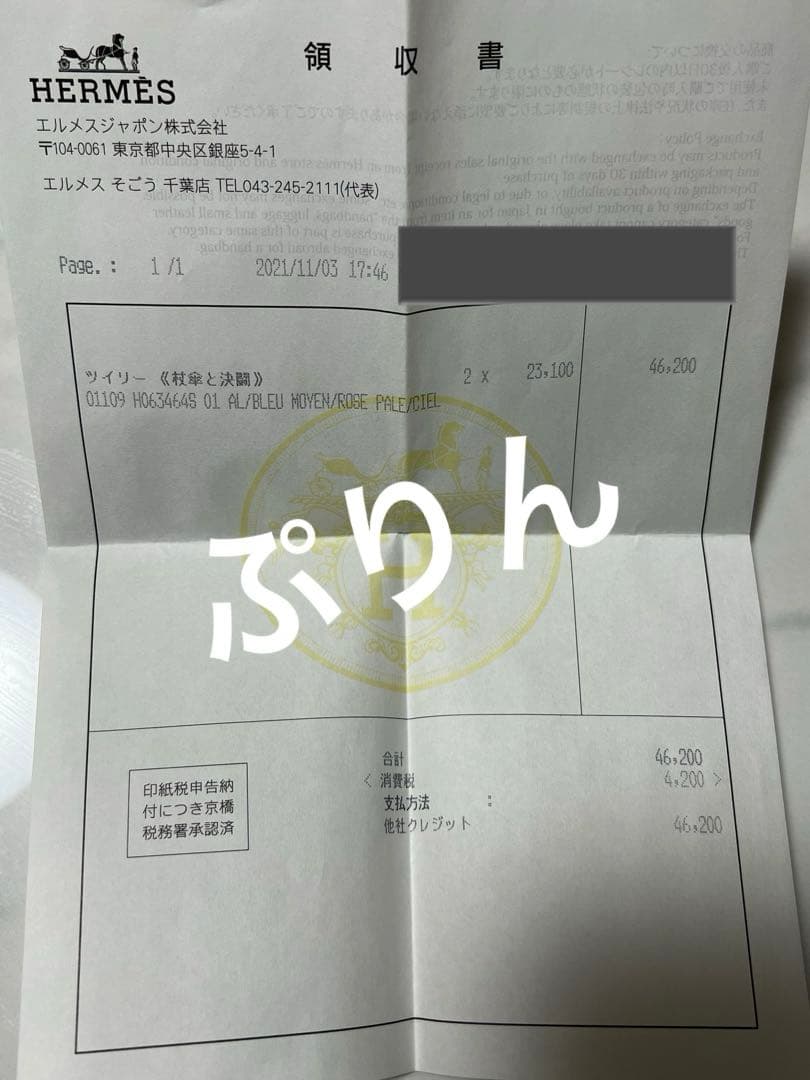 領収書
HERMÈS
エルメスジャポン株式会社
〒104-0061 東京都中央区銀座5-4-1
エルメス そごう 千葉店 TEL043-245-2111(代表)
Page. : 1 /1 2021/11/03 17:46
ツイリー 《杖傘と決闘》 2 x 23,100 46,200
01109 H063464S 01 AL/BLEU MOYEN/ROSE PALE/CIEL
ぷりん
合計 46,200
< 消費税 4,200 >
支払方法 :
他社クレジット 46,200
印紙税申告納
付につき京橋
税務署承認済